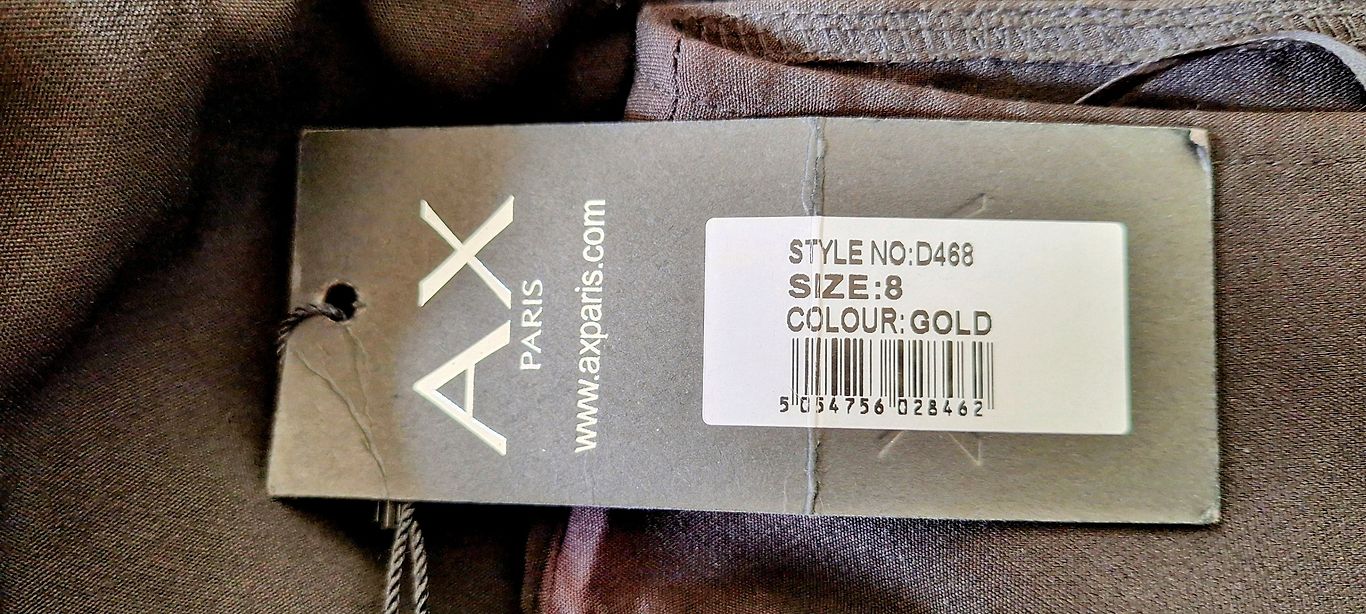 AX
PARIS
www.axparis.com
STYLE NO:D468
SIZE:8
COLOUR:GOLD
5 054756 028462